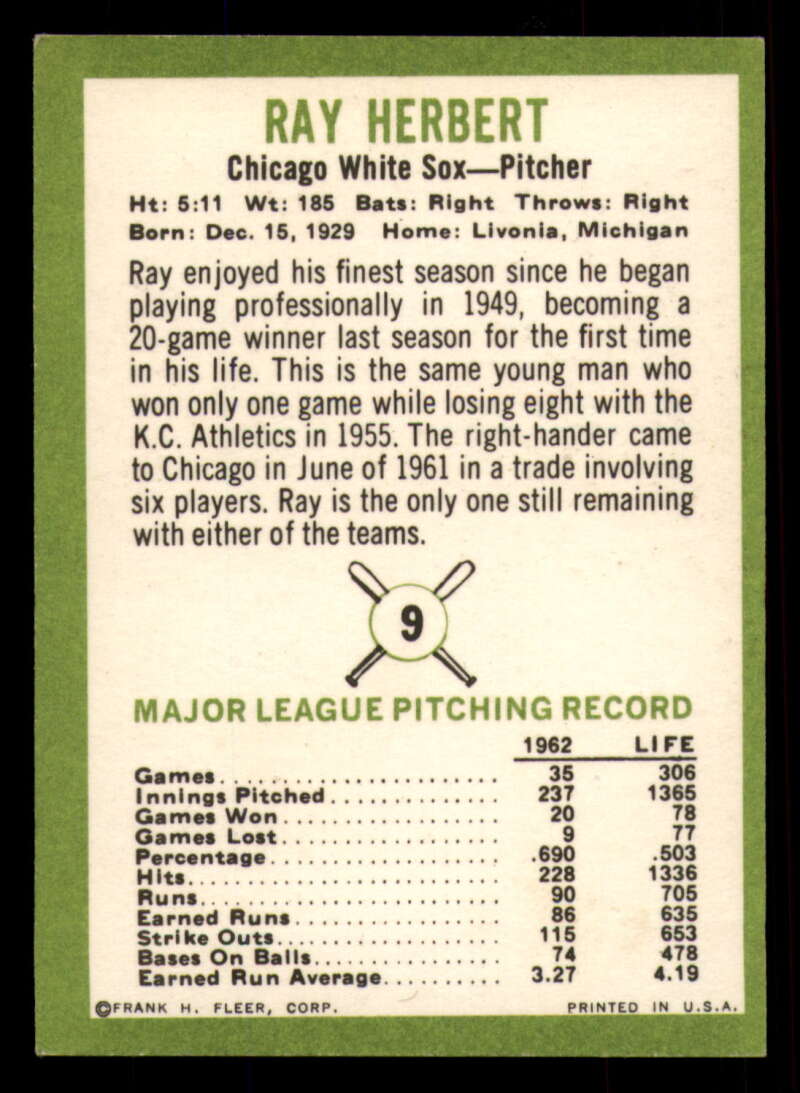 RAY HERBERT
Chicago White Sox—Pitcher
Ht: 5:11 Wt: 185 Bats: Right Throws: Right
Born: Dec. 15, 1929 Home: Livonia, Michigan
Ray enjoyed his finest season since he began
playing professionally in 1949, becoming a
20-game winner last season for the first time
in his life. This is the same young man who
won only one game while losing eight with the
K.C. Athletics in 1955. The right-hander came
to Chicago in June of 1961 in a trade involving
six players. Ray is the only one still remaining
with either of the teams.
9
MAJOR LEAGUE PITCHING RECORD
1962 LIFE
Games 35 306
Innings Pitched 237 1365
Games Won 20 78
Games Lost 9 77
Percentage .690 .503
Hits 228 1336
Runs 90 705
Earned Runs 86 635
Strike Outs 115 653
Bases On Balls 74 478
Earned Run Average 3.27 4.19
©FRANK H. FLEER, CORP. PRINTED IN U.S.A.